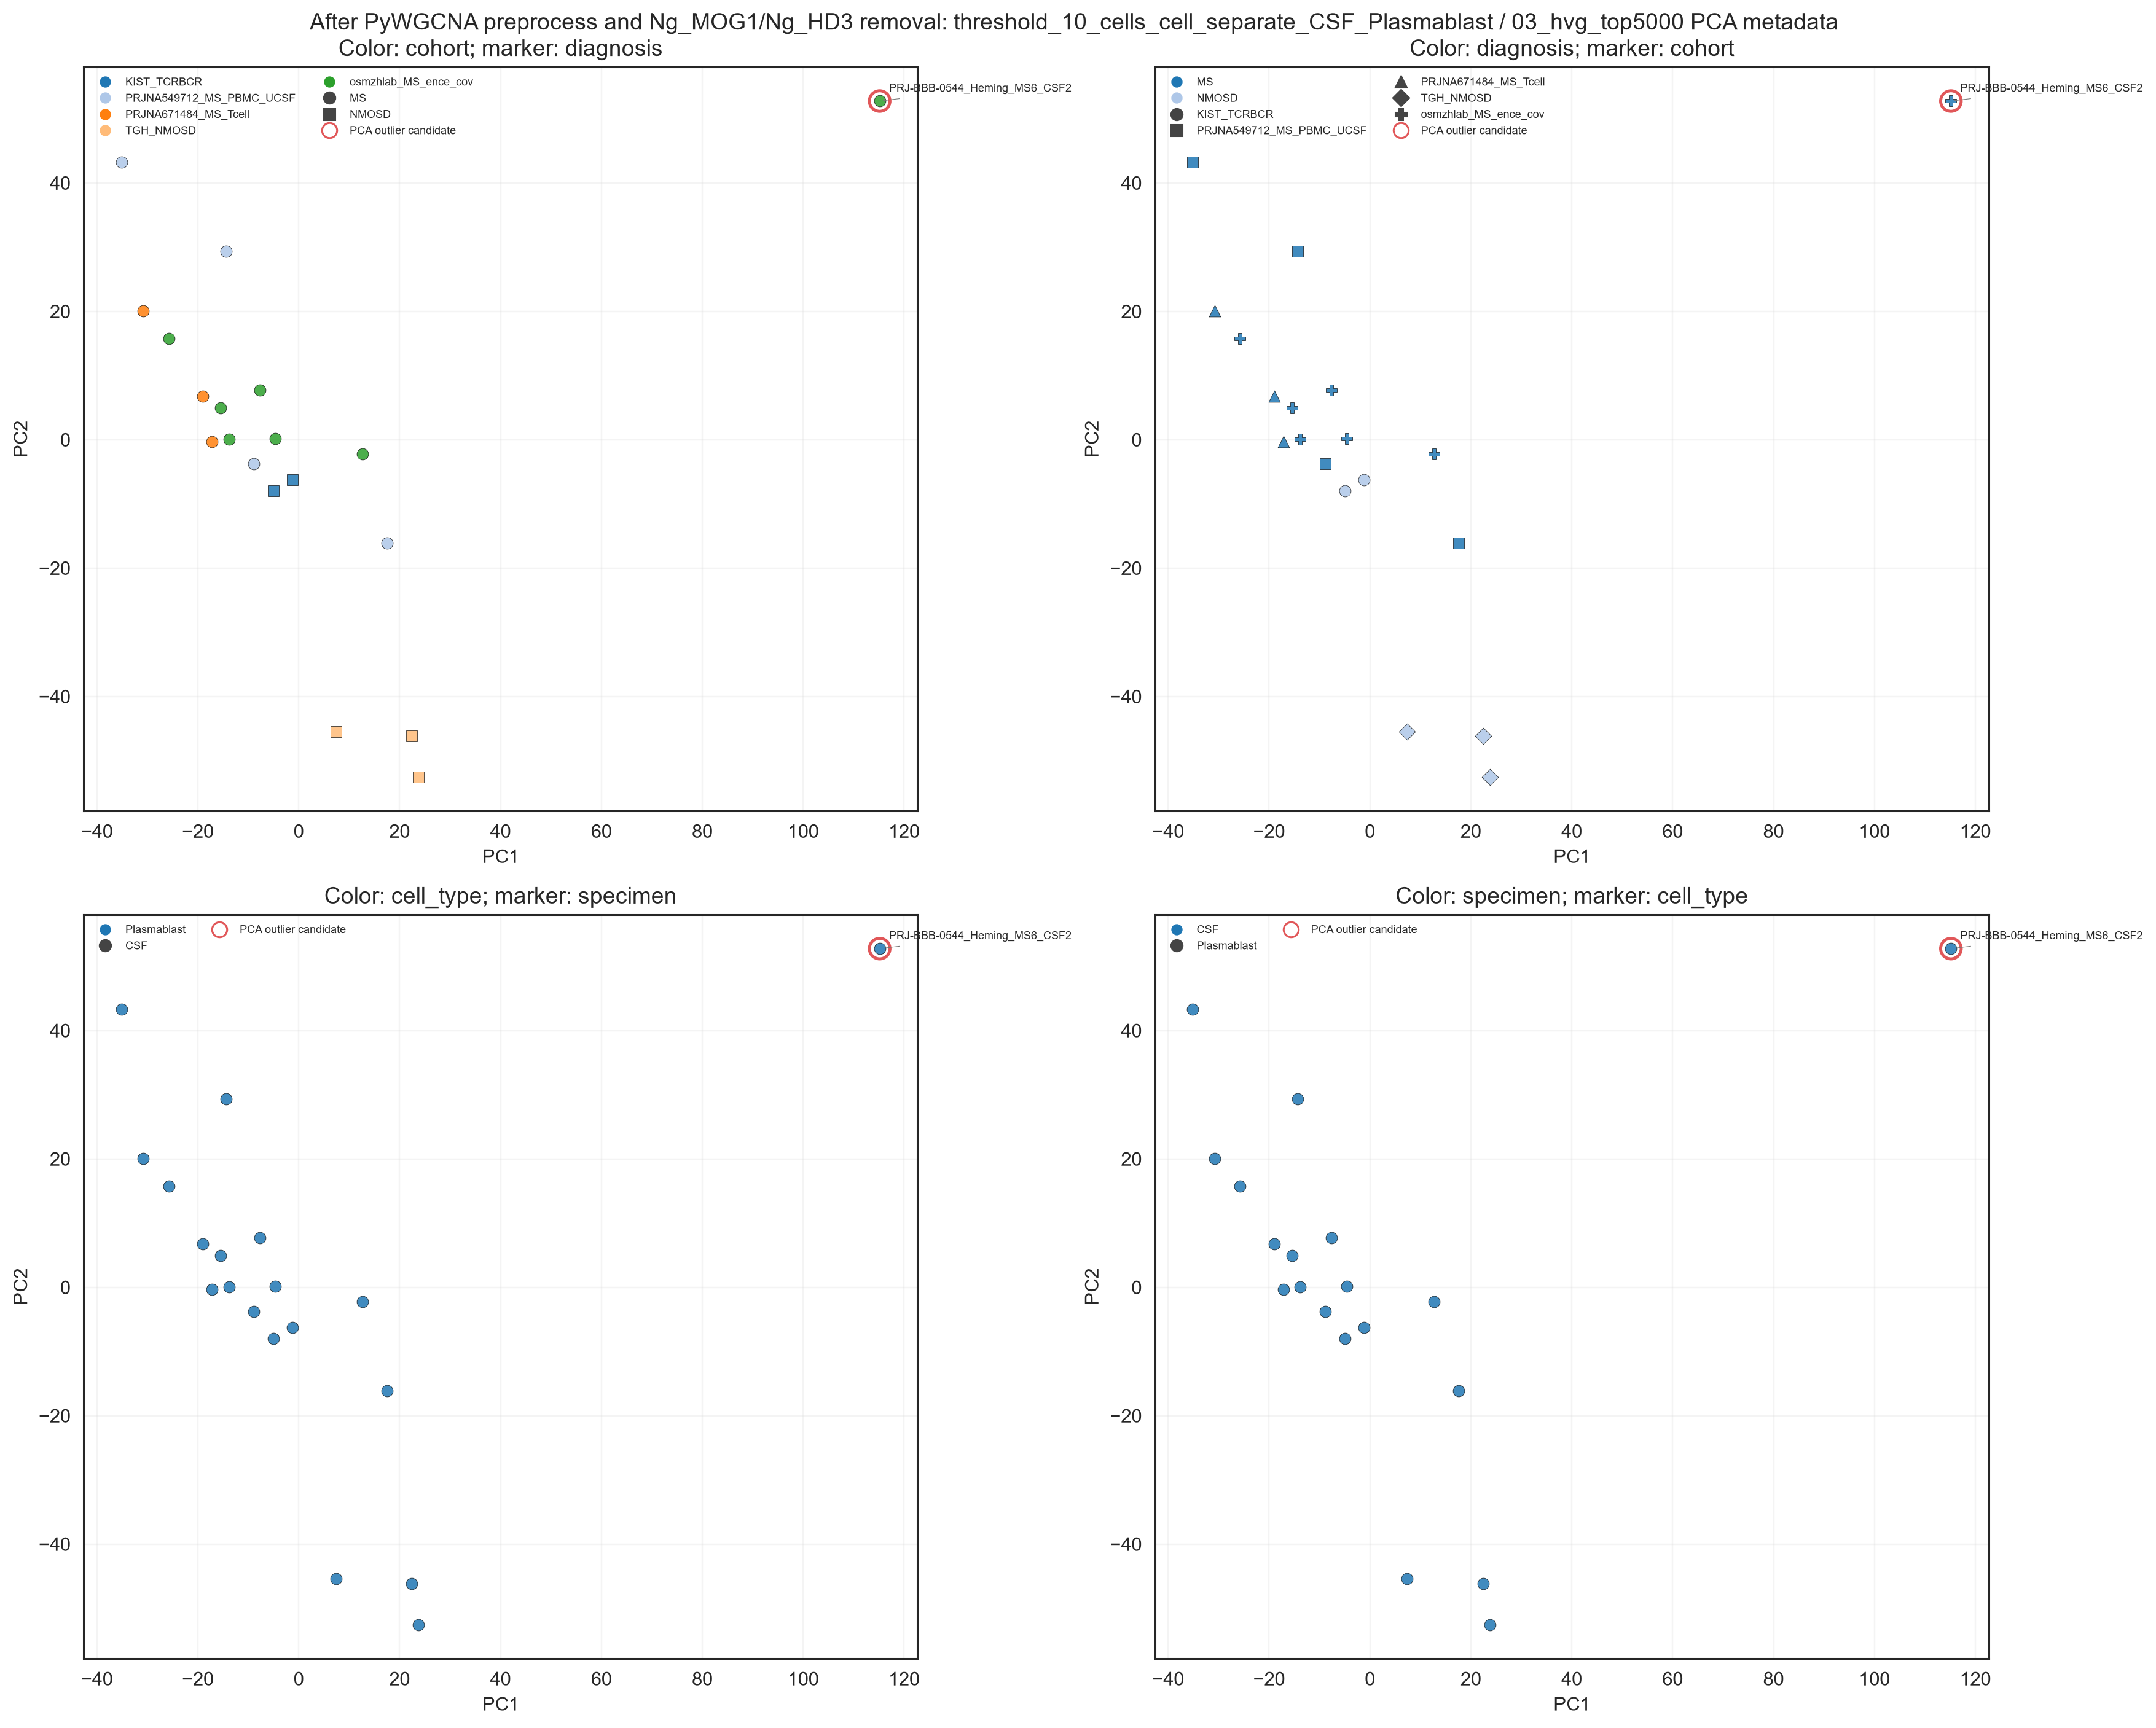 After PyWGCNA preprocess and Ng_MOG1/Ng_HD3 removal: threshold_10_cells_cell_separate_CSF_Plasmablast / 03_hvg_top5000 PCA metadata
Color: cohort; marker: diagnosis
KIST_TCRBCR
PRJNA549712_MS_PBMC_UCSF
PRJNA671484_MS_Tcell
TGH_NMOSD
osmzhlab_MS_ence_cov
MS
NMOSD
PCA outlier candidate
PRJ-BBB-0544_Heming_MS6_CSF2
40
20
0
−20
−40
PC2
−40 −20 0 20 40 60 80 100 120
PC1
Color: diagnosis; marker: cohort
MS
NMOSD
KIST_TCRBCR
PRJNA549712_MS_PBMC_UCSF
PRJNA671484_MS_Tcell
TGH_NMOSD
osmzhlab_MS_ence_cov
PCA outlier candidate
PRJ-BBB-0544_Heming_MS6_CSF2
40
20
0
−20
−40
PC2
−40 −20 0 20 40 60 80 100 120
PC1
Color: cell_type; marker: specimen
Plasmablast
CSF
PCA outlier candidate
PRJ-BBB-0544_Heming_MS6_CSF2
40
20
0
−20
−40
PC2
−40 −20 0 20 40 60 80 100 120
PC1
Color: specimen; marker: cell_type
CSF
Plasmablast
PCA outlier candidate
PRJ-BBB-0544_Heming_MS6_CSF2
40
20
0
−20
−40
PC2
−40 −20 0 20 40 60 80 100 120
PC1